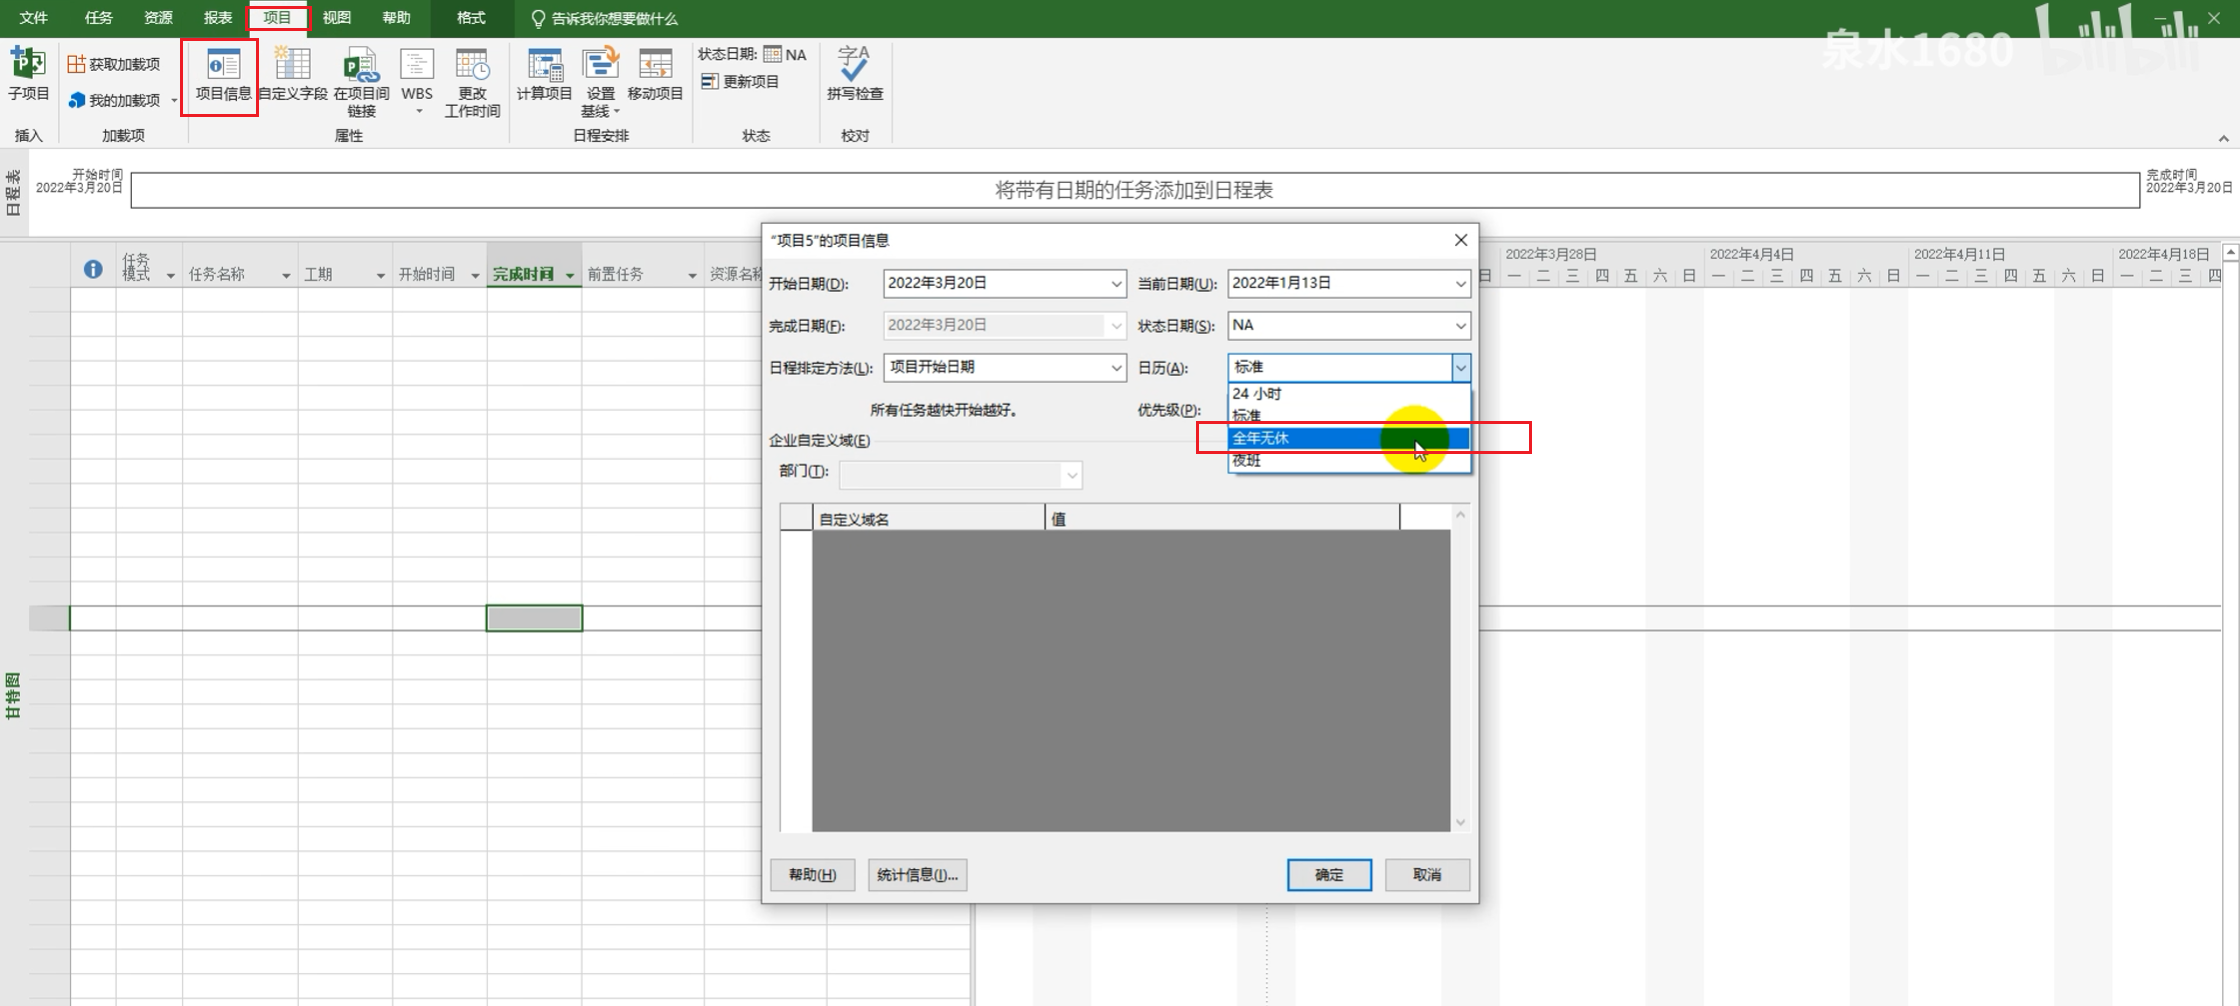 文件 任务 资源 报表 项目 视图 帮助 格式 告诉我你想要做什么
泉水1680 bilibili
子项目
获取加载项
我的加载项
项目信息 自定义字段 在项目间链接 WBS 更改工作时间
计算项目 设置基线 移动项目
状态日期: NA
更新项目
字A
拼写检查
插入 加载项 属性 日程安排 状态 校对
日程表
开始时间
2022年3月20日
将带有日期的任务添加到日程表
完成时间
2022年3月20日
任务模式 任务名称 工期 开始时间 完成时间 前置任务 资源名称
2022年3月28日 2022年4月4日 2022年4月11日 2022年4月18日
日 一 二 三 四 五 六 日 一 二 三 四 五 六 日 一 二 三 四 五 六 日 一 二 三 四
甘特图
“项目5”的项目信息
开始日期(D): 2022年3月20日 当前日期(U): 2022年1月13日
完成日期(F): 2022年3月20日 状态日期(S): NA
日程排定方法(L): 项目开始日期 日历(A): 标准
24 小时
标准
全年无休
夜班
所有任务越快开始越好。 优先级(P):
企业自定义域(E)
部门(T):
自定义域名 值
帮助(H) 统计信息(I)... 确定 取消